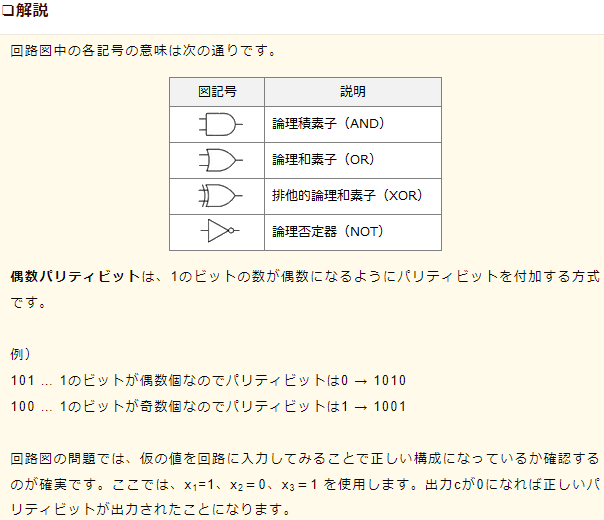 ❏解説
回路図中の各記号の意味は次の通りです。
図記号 説明
論理積素子（AND）
論理和素子（OR）
排他的論理和素子（XOR）
論理否定器（NOT）
偶数パリティビットは、1のビットの数が偶数になるようにパリティビットを付加する方式
です。
例）
101 … 1のビットが偶数個なのでパリティビットは0 → 1010
100 … 1のビットが奇数個なのでパリティビットは1 → 1001
回路図の問題では、仮の値を回路に入力してみることで正しい構成になっているか確認する
のが確実です。ここでは、x₁=1、x₂＝0、x₃＝1 を使用します。出力cが0になれば正しいパ
リティビットが出力されたことになります。